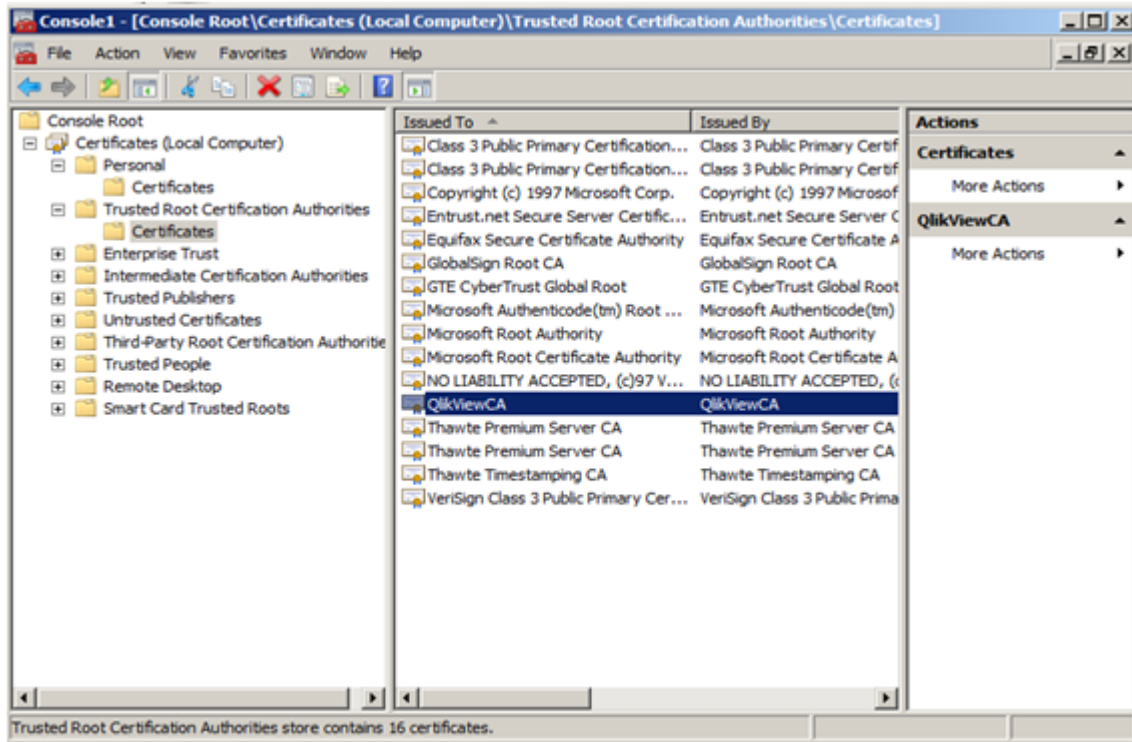 Console1 - [Console Root\Certificates (Local Computer)\Trusted Root Certification Authorities\Certificates]
File Action View Favorites Window Help
Console Root
Certificates (Local Computer)
Personal
Certificates
Trusted Root Certification Authorities
Certificates
Enterprise Trust
Intermediate Certification Authorities
Trusted Publishers
Untrusted Certificates
Third-Party Root Certification Authoritie
Trusted People
Remote Desktop
Smart Card Trusted Roots
Issued To Issued By
Class 3 Public Primary Certification... Class 3 Public Primary Certif
Class 3 Public Primary Certification... Class 3 Public Primary Certif
Copyright (c) 1997 Microsoft Corp. Copyright (c) 1997 Microsof
Entrust.net Secure Server Certific... Entrust.net Secure Server C
Equifax Secure Certificate Authority Equifax Secure Certificate A
GlobalSign Root CA GlobalSign Root CA
GTE CyberTrust Global Root GTE CyberTrust Global Root
Microsoft Authenticode(tm) Root ... Microsoft Authenticode(tm)
Microsoft Root Authority Microsoft Root Authority
Microsoft Root Certificate Authority Microsoft Root Certificate A
NO LIABILITY ACCEPTED, (c)97 V... NO LIABILITY ACCEPTED, (c
QlikViewCA QlikViewCA
Thawte Premium Server CA Thawte Premium Server CA
Thawte Premium Server CA Thawte Premium Server CA
Thawte Timestamping CA Thawte Timestamping CA
VeriSign Class 3 Public Primary Cer... VeriSign Class 3 Public Prima
Actions
Certificates
More Actions
QlikViewCA
More Actions
Trusted Root Certification Authorities store contains 16 certificates.